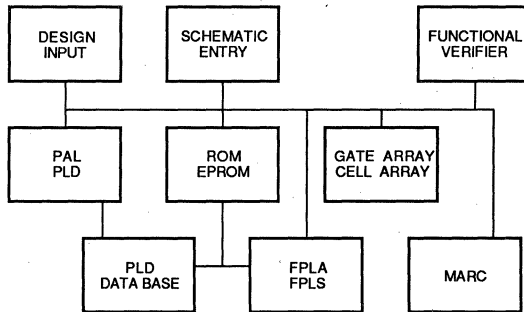 DESIGN
INPUT
SCHEMATIC
ENTRY
FUNCTIONAL
VERIFIER
PAL
PLD
ROM
EPROM
GATE ARRAY
CELL ARRAY
PLD
DATA BASE
FPLA
FPLS
MARC